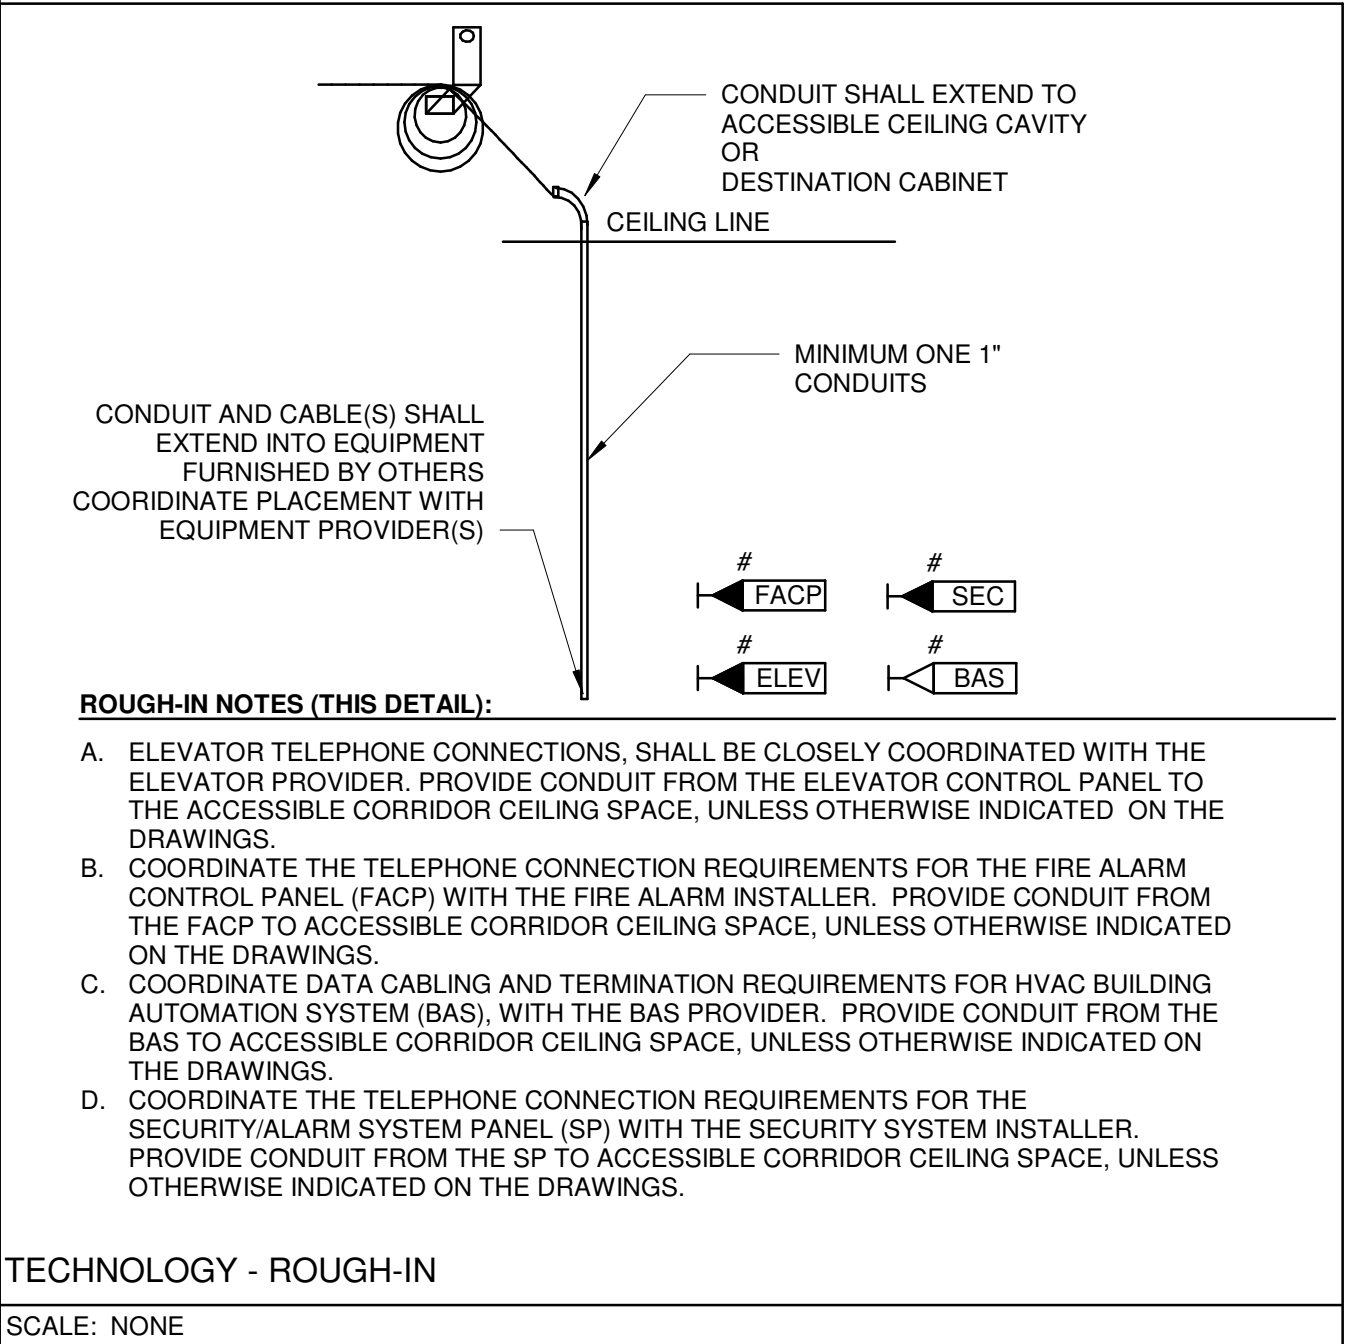 CONDUIT SHALL EXTEND TO
ACCESSIBLE CEILING CAVITY
OR
DESTINATION CABINET
CEILING LINE
MINIMUM ONE 1"
CONDUITS
CONDUIT AND CABLE(S) SHALL
EXTEND INTO EQUIPMENT
FURNISHED BY OTHERS
COORIDINATE PLACEMENT WITH
EQUIPMENT PROVIDER(S)
# #
FACP SEC
# #
ELEV BAS
ROUGH-IN NOTES (THIS DETAIL):
A. ELEVATOR TELEPHONE CONNECTIONS, SHALL BE CLOSELY COORDINATED WITH THE
ELEVATOR PROVIDER. PROVIDE CONDUIT FROM THE ELEVATOR CONTROL PANEL TO
THE ACCESSIBLE CORRIDOR CEILING SPACE, UNLESS OTHERWISE INDICATED ON THE
DRAWINGS.
B. COORDINATE THE TELEPHONE CONNECTION REQUIREMENTS FOR THE FIRE ALARM
CONTROL PANEL (FACP) WITH THE FIRE ALARM INSTALLER. PROVIDE CONDUIT FROM
THE FACP TO ACCESSIBLE CORRIDOR CEILING SPACE, UNLESS OTHERWISE INDICATED
ON THE DRAWINGS.
C. COORDINATE DATA CABLING AND TERMINATION REQUIREMENTS FOR HVAC BUILDING
AUTOMATION SYSTEM (BAS), WITH THE BAS PROVIDER. PROVIDE CONDUIT FROM THE
BAS TO ACCESSIBLE CORRIDOR CEILING SPACE, UNLESS OTHERWISE INDICATED ON
THE DRAWINGS.
D. COORDINATE THE TELEPHONE CONNECTION REQUIREMENTS FOR THE
SECURITY/ALARM SYSTEM PANEL (SP) WITH THE SECURITY SYSTEM INSTALLER.
PROVIDE CONDUIT FROM THE SP TO ACCESSIBLE CORRIDOR CEILING SPACE, UNLESS
OTHERWISE INDICATED ON THE DRAWINGS.
TECHNOLOGY - ROUGH-IN
SCALE: NONE